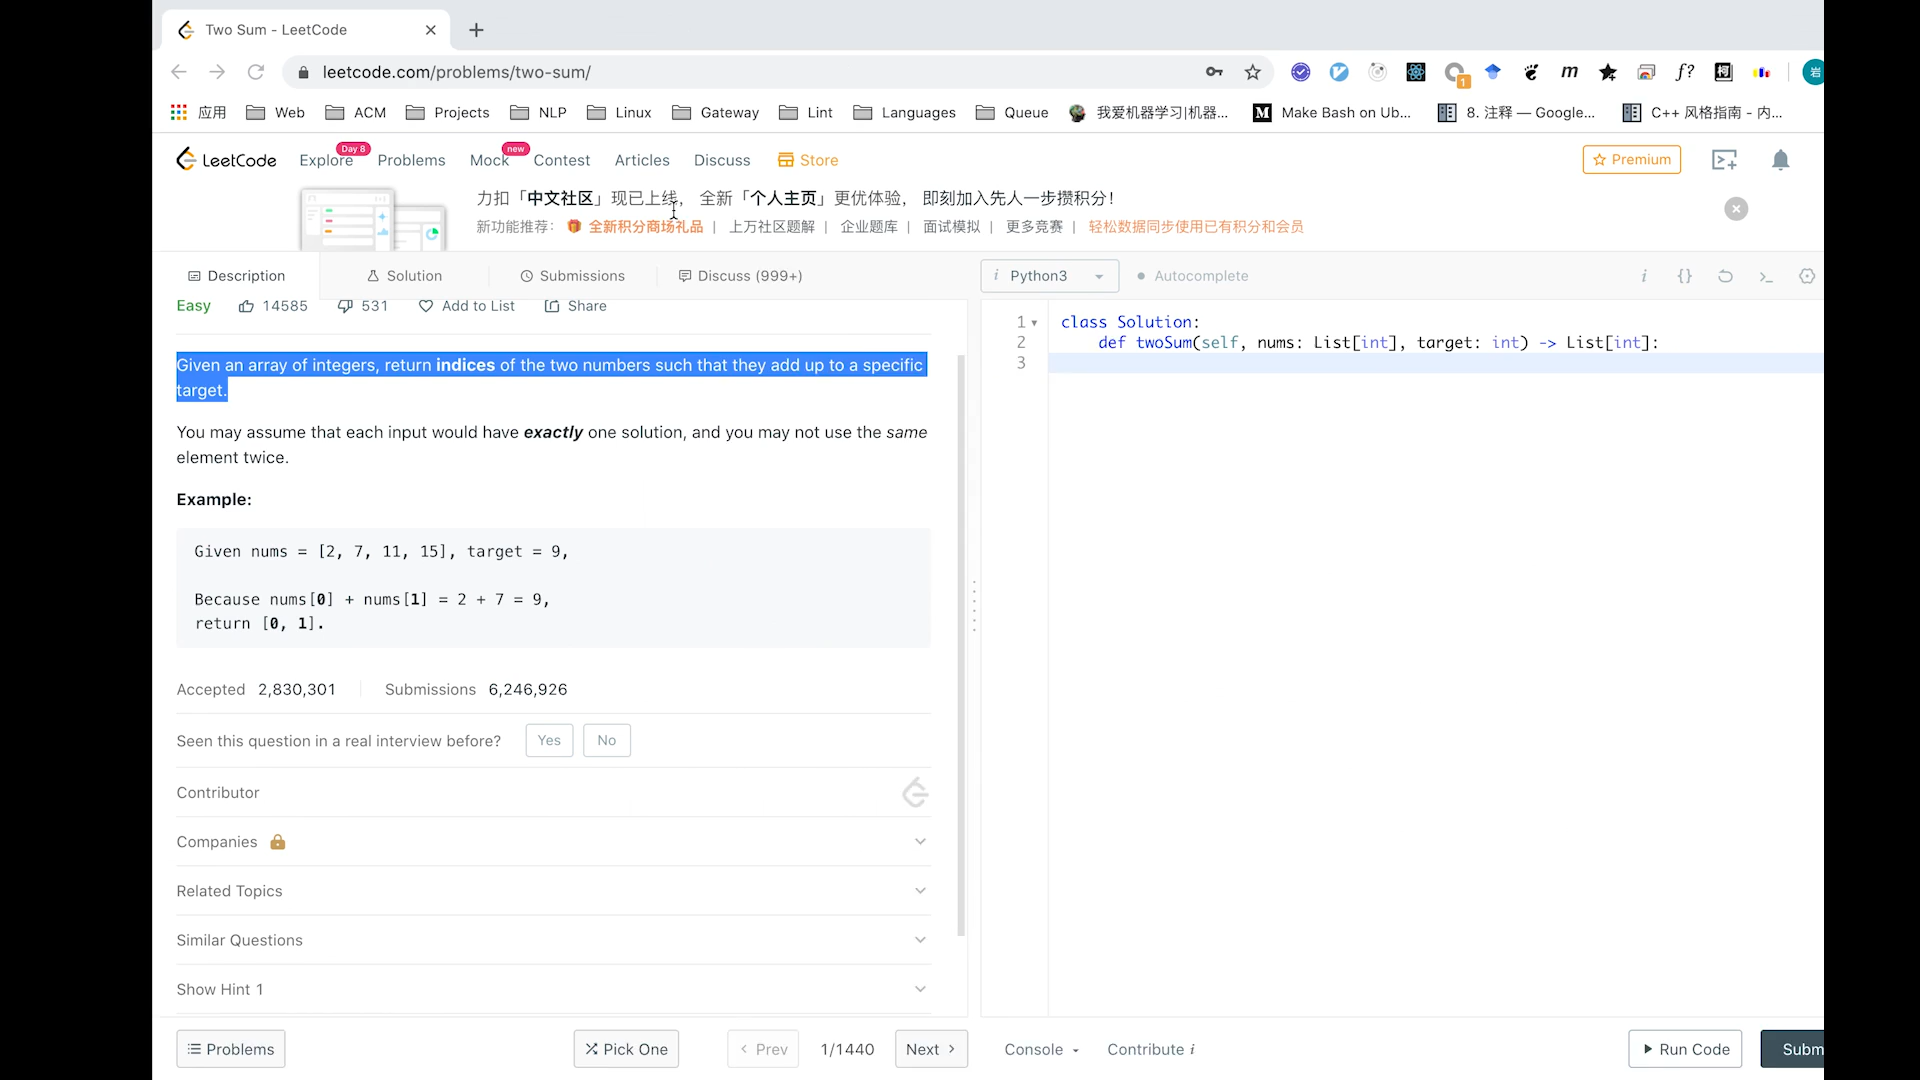 Two Sum - LeetCode
leetcode.com/problems/two-sum/
1
岩
应用 Web ACM Projects NLP Linux Gateway Lint Languages Queue 我爱机器学习|机器... Make Bash on Ub... 8. 注释 — Google... C++ 风格指南 - 内...
LeetCode Explore Day 8 Problems Mock new Contest Articles Discuss Store Premium
力扣「中文社区」现已上线， 全新「个人主页」更优体验， 即刻加入先人一步攒积分！
新功能推荐： 全新积分商场礼品 | 上万社区题解 | 企业题库 | 面试模拟 | 更多竞赛 | 轻松数据同步使用已有积分和会员
Description Solution Submissions Discuss (999+)
Easy 14585 531 Add to List Share
Given an array of integers, return indices of the two numbers such that they add up to a specific
target.
You may assume that each input would have exactly one solution, and you may not use the same
element twice.
Example:
Given nums = [2, 7, 11, 15], target = 9,
Because nums[0] + nums[1] = 2 + 7 = 9,
return [0, 1].
Accepted 2,830,301 Submissions 6,246,926
Seen this question in a real interview before? Yes No
Contributor
Companies
Related Topics
Similar Questions
Show Hint 1
Problems Pick One Prev 1/1440 Next
i Python3 Autocomplete i {}
1 class Solution:
2 def twoSum(self, nums: List[int], target: int) -> List[int]:
3
Console Contribute i Run Code Subm